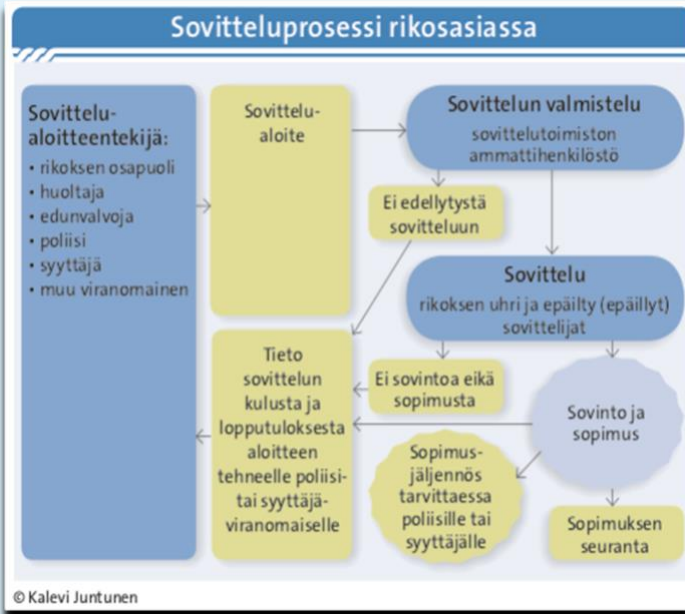 Sovitteluprosessi rikosasiassa
Sovittelu-
aloitteentekijä:
• rikoksen osapuoli
• huoltaja
• edunvalvoja
• poliisi
• syyttäjä
• muu viranomainen
Sovittelu-
aloite
Sovittelun valmistelu
sovittelutoimiston
ammattihenkilöstö
Ei edellytystä
sovitteluun
Sovittelu
rikoksen uhri ja epäilty (epäillyt)
sovittelijat
Tieto
sovittelun
kulusta ja
lopputuloksesta
aloitteen
tehneelle poliisi-
tai syyttäjä-
viranomaiselle
Ei sovintoa eikä
sopimusta
Sovinto ja
sopimus
Sopimus-
jäljennös
tarvittaessa
poliisille tai
syyttäjälle
Sopimuksen
seuranta
© Kalevi Juntunen